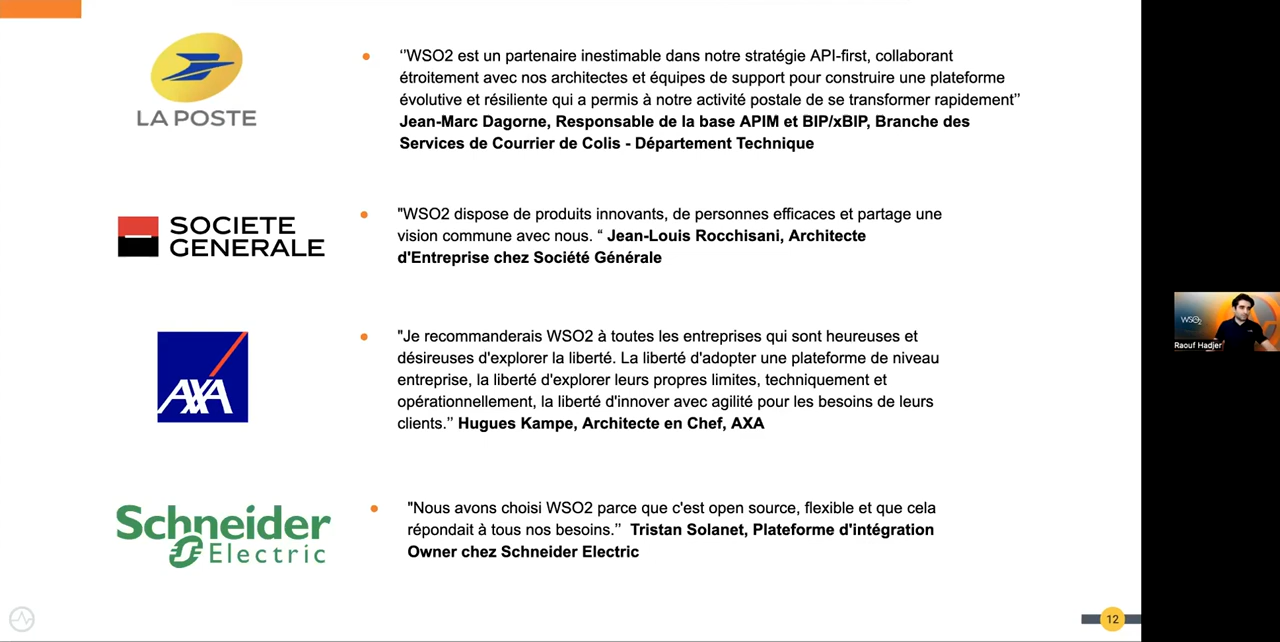 LA POSTE
‘’WSO2 est un partenaire inestimable dans notre stratégie API-first, collaborant
étroitement avec nos architectes et équipes de support pour construire une plateforme
évolutive et résiliente qui a permis à notre activité postale de se transformer rapidement’’
Jean-Marc Dagorne, Responsable de la base APIM et BIP/xBIP, Branche des
Services de Courrier de Colis - Département Technique
SOCIETE
GENERALE
"WSO2 dispose de produits innovants, de personnes efficaces et partage une
vision commune avec nous. “ Jean-Louis Rocchisani, Architecte
d'Entreprise chez Société Générale
AXA
"Je recommanderais WSO2 à toutes les entreprises qui sont heureuses et
désireuses d'explorer la liberté. La liberté d'adopter une plateforme de niveau
entreprise, la liberté d'explorer leurs propres limites, techniquement et
opérationnellement, la liberté d'innover avec agilité pour les besoins de leurs
clients.’’ Hugues Kampe, Architecte en Chef, AXA
Schneider
Electric
"Nous avons choisi WSO2 parce que c'est open source, flexible et que cela
répondait à tous nos besoins.’’ Tristan Solanet, Plateforme d'intégration
Owner chez Schneider Electric
12
WSO2
Raouf Hadjer